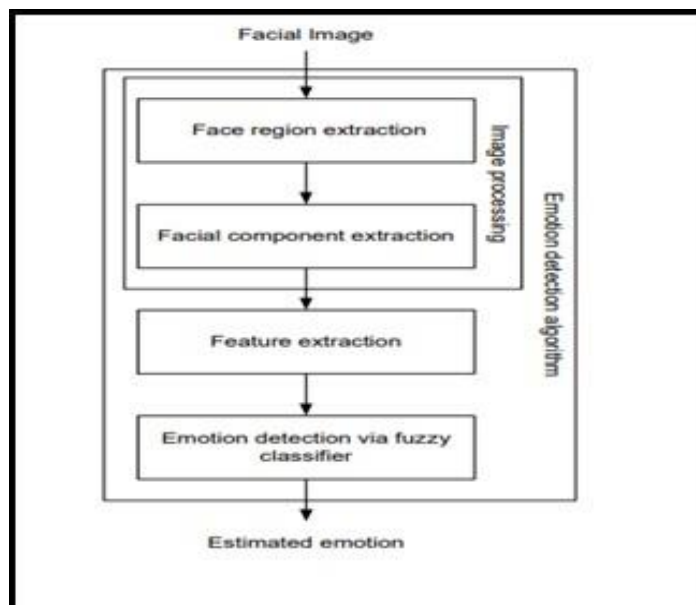 Facial Image
Face region extraction
Image processing
Facial component extraction
Emotion detection algorithm
Feature extraction
Emotion detection via fuzzy
classifier
Estimated emotion